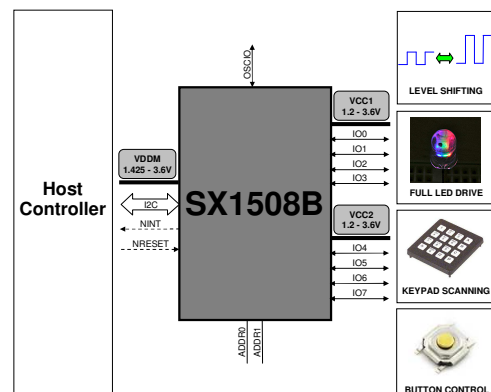 Host
Controller
OSCIO
VDDM
1.425 - 3.6V
I2C
NINT
NRESET
SX1508B
ADDR0
ADDR1
VCC1
1.2 - 3.6V
IO0
IO1
IO2
IO3
VCC2
1.2 - 3.6V
IO4
IO5
IO6
IO7
LEVEL SHIFTING
FULL LED DRIVE
KEYPAD SCANNING
BUTTON CONTROL